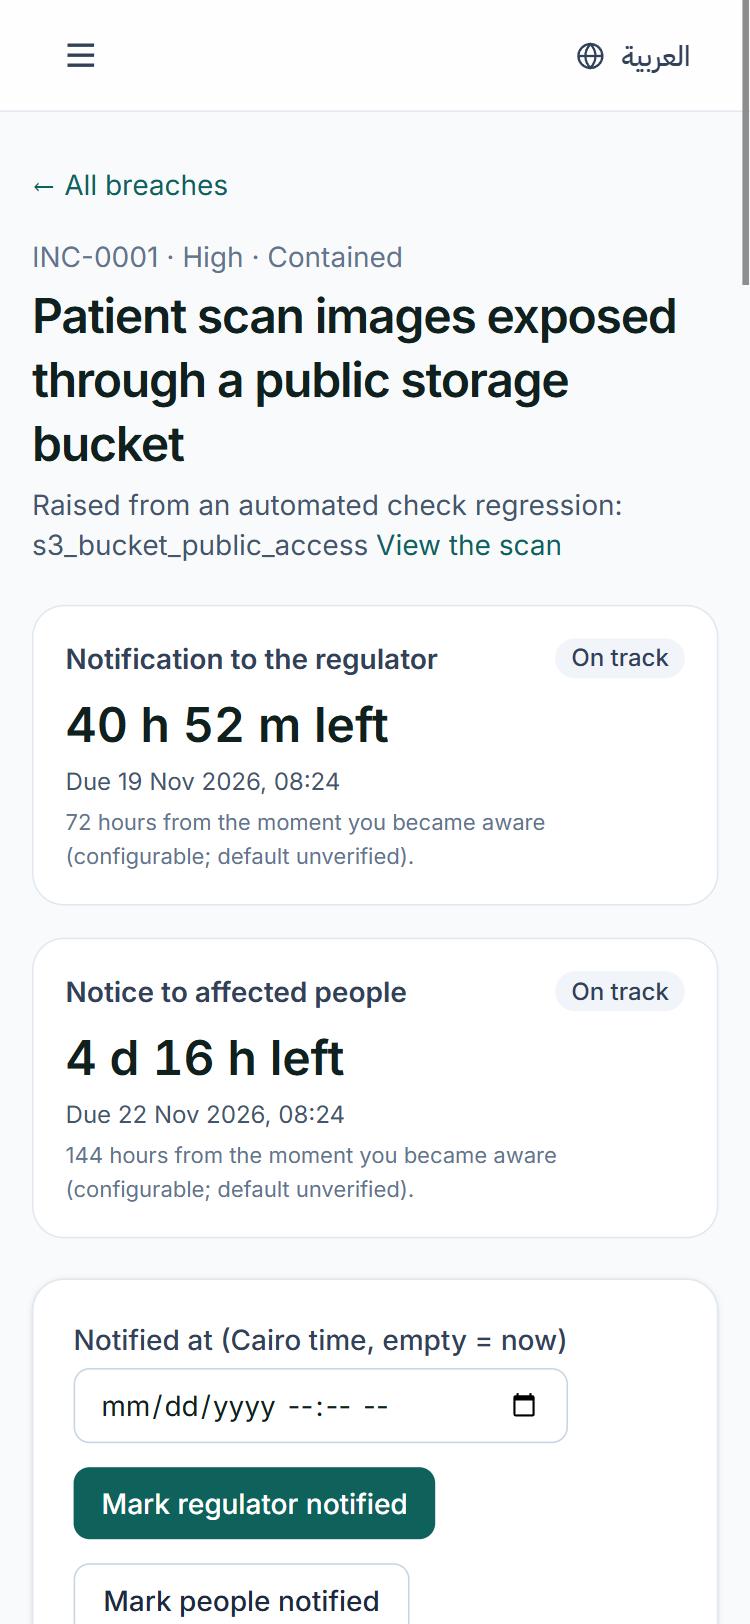 العربية
← All breaches
INC-0001 · High · Contained
Patient scan images exposed
through a public storage
bucket
Raised from an automated check regression:
s3_bucket_public_access View the scan
Notification to the regulator
On track
40 h 52 m left
Due 19 Nov 2026, 08:24
72 hours from the moment you became aware
(configurable; default unverified).
Notice to affected people
On track
4 d 16 h left
Due 22 Nov 2026, 08:24
144 hours from the moment you became aware
(configurable; default unverified).
Notified at (Cairo time, empty = now)
mm/dd/yyyy --:-- --
Mark regulator notified
Mark people notified